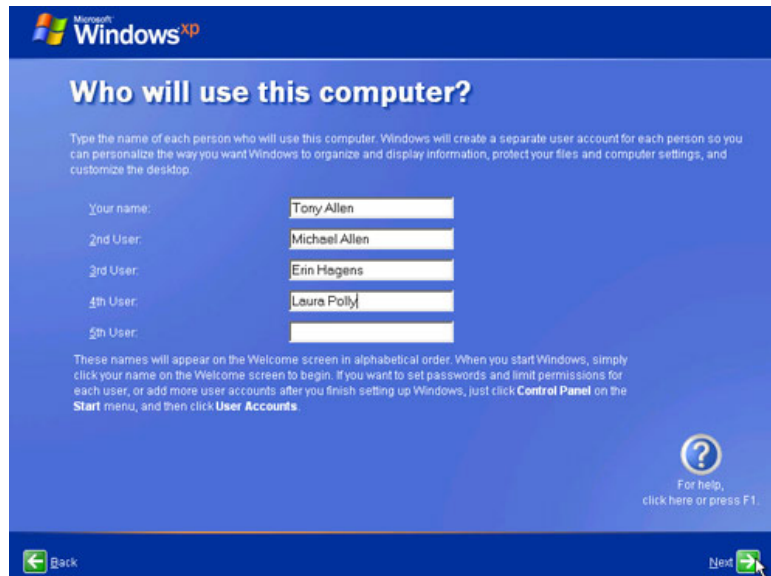 Microsoft
Windows xp
Who will use this computer?
Type the name of each person who will use this computer. Windows will create a separate user account for each person so you
can personalize the way you want Windows to organize and display information, protect your files and computer settings, and
customize the desktop.
Your name: Tony Allen
2nd User: Michael Allen
3rd User: Erin Hagens
4th User: Laura Polly
5th User:
These names will appear on the Welcome screen in alphabetical order. When you start Windows, simply
click your name on the Welcome screen to begin. If you want to set passwords and limit permissions for
each user, or add more user accounts after you finish setting up Windows, just click Control Panel on the
Start menu, and then click User Accounts.
?
For help,
click here or press F1.
Back
Next